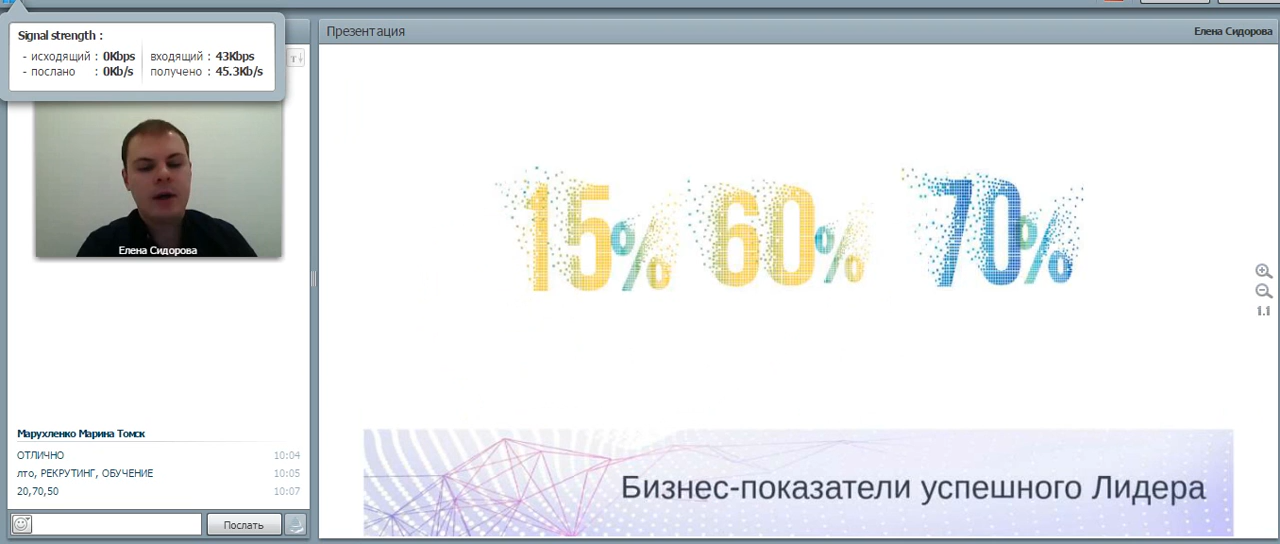 Signal strength :
- исходящий : 0Kbps входящий : 43Kbps
- послано : 0Kb/s получено : 45.3Kb/s
Презентация
Елена Сидорова
Елена Сидорова
15% 60% 70%
1.1
Марухленко Марина Томск
ОТЛИЧНО 10:04
лто, РЕКРУТИНГ, ОБУЧЕНИЕ 10:05
20,70,50 10:07
Послать
Бизнес-показатели успешного Лидера